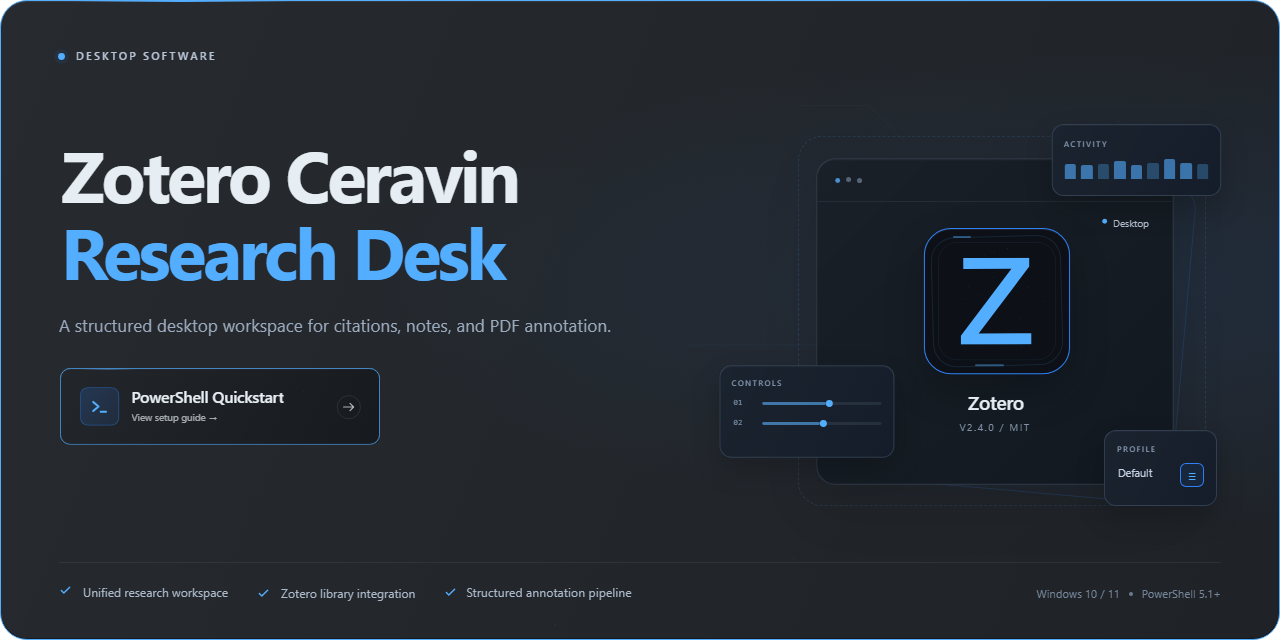 DESKTOP SOFTWARE
Zotero Ceravin
Research Desk
A structured desktop workspace for citations, notes, and PDF annotation.
PowerShell Quickstart
View setup guide →
ACTIVITY
Desktop
Z
CONTROLS
01
02
Zotero
V2.4.0 / MIT
PROFILE
Default
Unified research workspace
Zotero library integration
Structured annotation pipeline
Windows 10 / 11 • PowerShell 5.1+